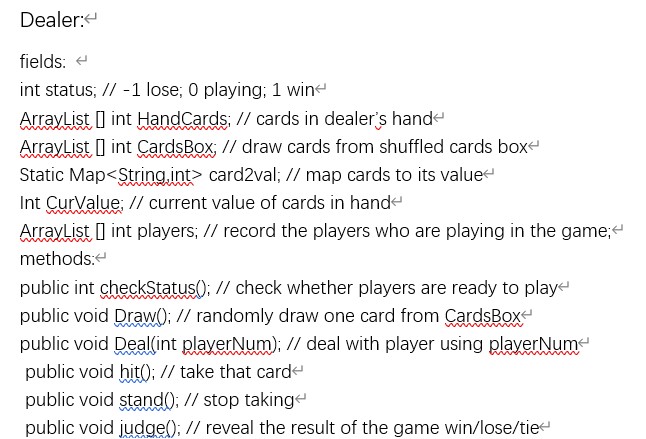 Dealer:
fields:
int status; // -1 lose; 0 playing; 1 win
ArrayList [] int HandCards; // cards in dealer's hand
ArrayList [] int CardsBox; // draw cards from shuffled cards box
Static Map<String,int> card2val; // map cards to its value
Int CurValue; // current value of cards in hand
ArrayList [] int players; // record the players who are playing in the game;
methods:
public int checkStatus(); // check whether players are ready to play
public void Draw(); // randomly draw one card from CardsBox
public void Deal(int playerNum); // deal with player using playerNum
public void hit(); // take that card
public void stand(); // stop taking
public void judge(); // reveal the result of the game win/lose/tie